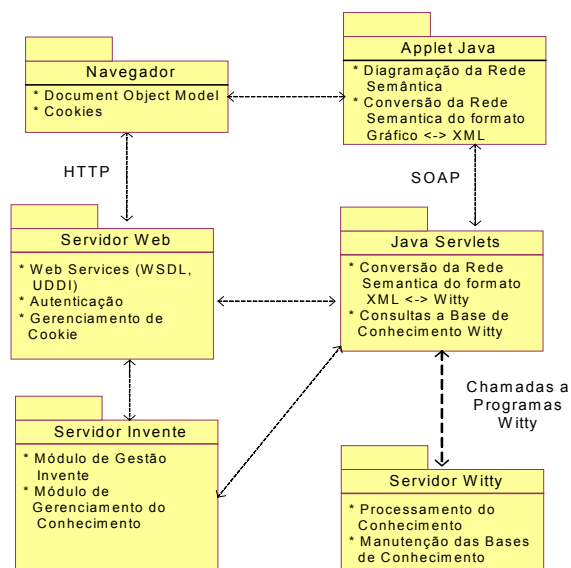 Navegador
* Document Object Model
* Cookies
Applet Java
* Diagramação da Rede
Semântica
* Conversão da Rede
Semantica do formato
Gráfico <-> XML
HTTP
SOAP
Servidor Web
* Web Services (WSDL,
UDDI)
* Autenticação
* Gerenciamento de
Cookie
Java Servlets
* Conversão da Rede
Semantica do formato
XML <-> Witty
* Consultas a Base de
Conhecimento Witty
Chamadas a
Programas
Witty
Servidor Invente
* Módulo de Gestão
Invente
* Módulo de
Gerenciamento do
Conhecimento
Servidor Witty
* Processamento do
Conhecimento
* Manutenção das Bases
de Conhecimento